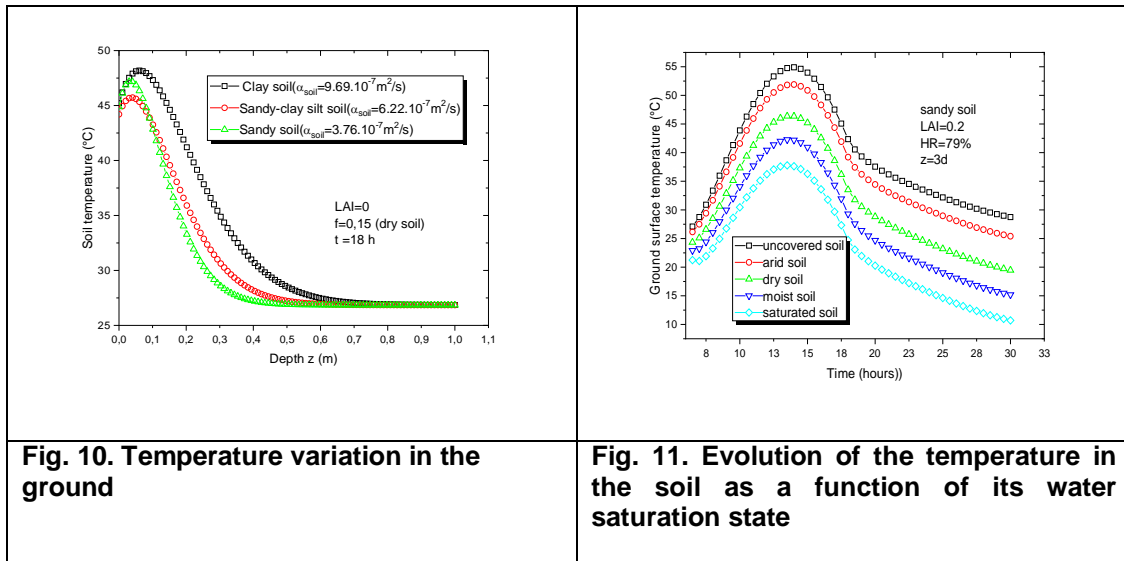 50
45
40
35
30
25
Soil temperature (°C)
Clay soil(αsoil=9.69.10-7m2/s)
Sandy-clay silt soil(αsoil=6.22.10-7m2/s)
Sandy soil(αsoil=3.76.10-7m2/s)
LAI=0
f=0,15 (dry soil)
t =18 h
0,0 0,1 0,2 0,3 0,4 0,5 0,6 0,7 0,8 0,9 1,0 1,1
Depth z (m)
Fig. 10. Temperature variation in the
ground
55
50
45
40
35
30
25
20
15
10
Ground surface temperature (°C)
sandy soil
LAI=0.2
HR=79%
z=3d
uncovered soil
arid soil
dry soil
moist soil
saturated soil
8 10 13 15 18 20 23 25 28 30 33
Time (hours))
Fig. 11. Evolution of the temperature in
the soil as a function of its water
saturation state